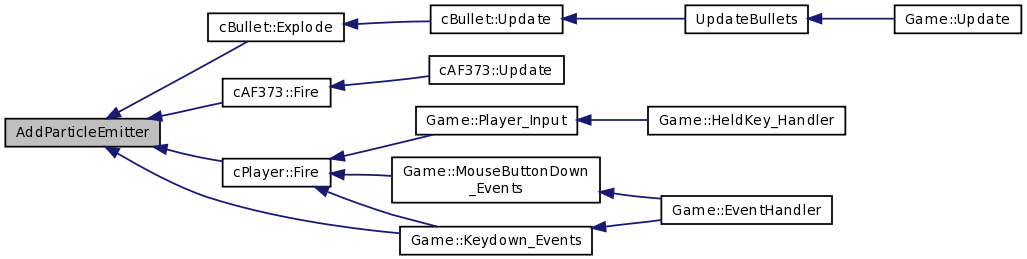 cBullet::Explode
cBullet::Update
UpdateBullets
Game::Update
cAF373::Fire
cAF373::Update
AddParticleEmitter
Game::Player_Input
Game::HeldKey_Handler
cPlayer::Fire
Game::MouseButtonDown
_Events
Game::EventHandler
Game::Keydown_Events